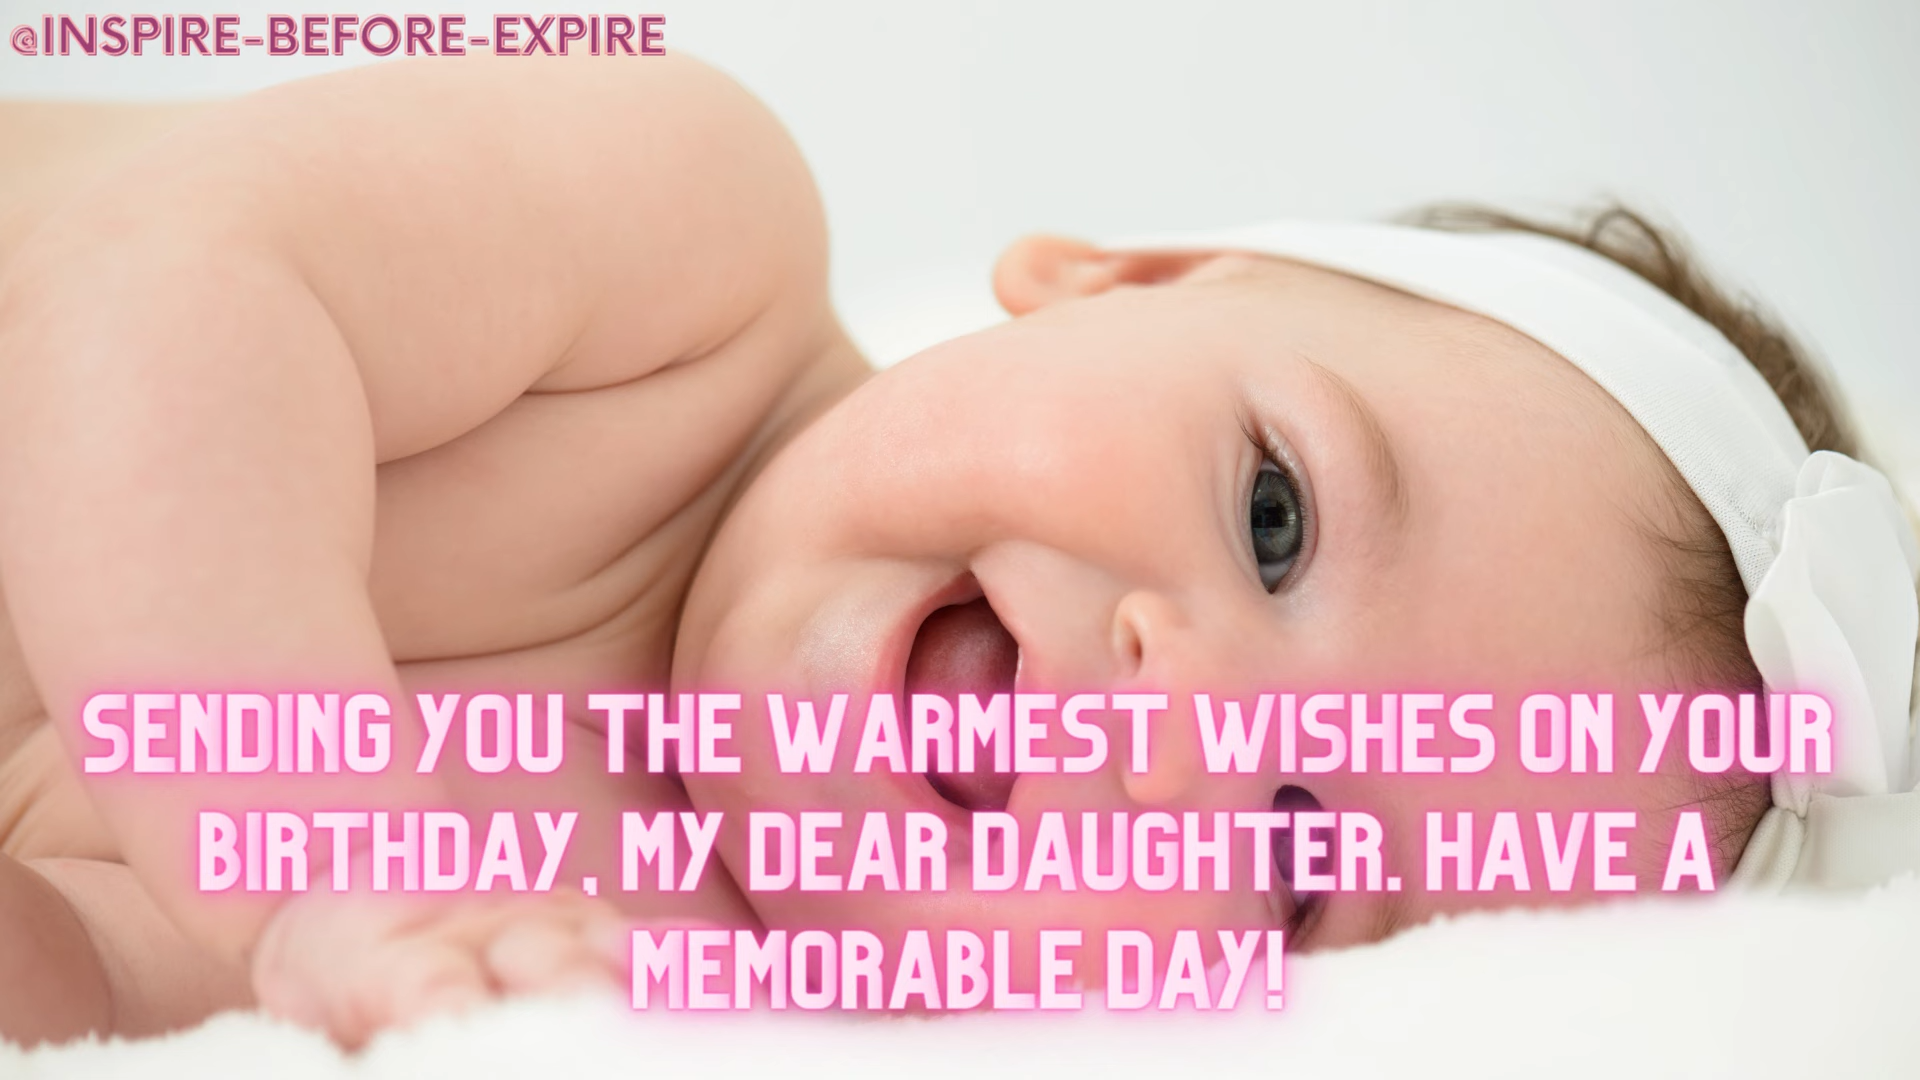 @INSPIRE-BEFORE-EXPIRE
SENDING YOU THE WARMEST WISHES ON YOUR
BIRTHDAY, MY DEAR DAUGHTER. HAVE A
MEMORABLE DAY!